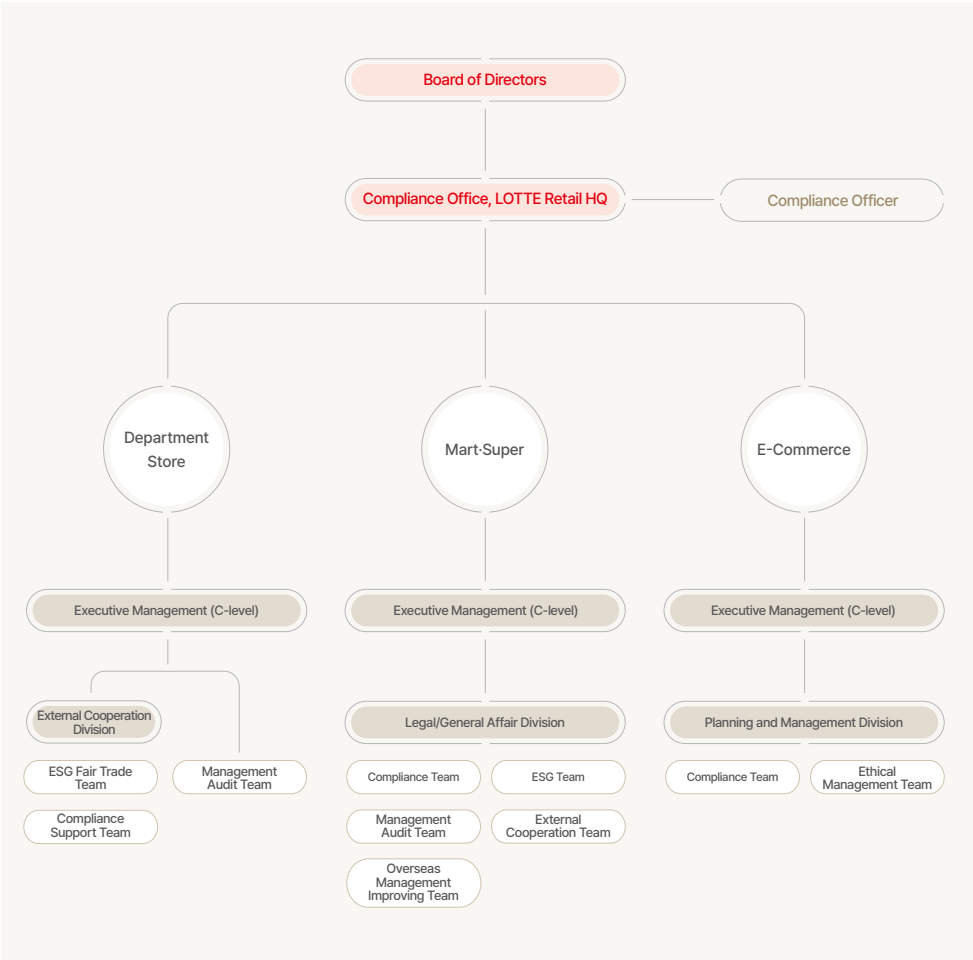 Board of Directors
Compliance Office, LOTTE Retail HQ
Compliance Officer
Department
Store
Mart·Super
E-Commerce
Executive Management (C-level)
Executive Management (C-level)
Executive Management (C-level)
External Cooperation
Division
Legal/General Affair Division
Planning and Management Division
ESG Fair Trade
Team
Management
Audit Team
Compliance Team
ESG Team
Compliance Team
Ethical
Management Team
Compliance
Support Team
Management
Audit Team
External
Cooperation Team
Overseas
Management
Improving Team